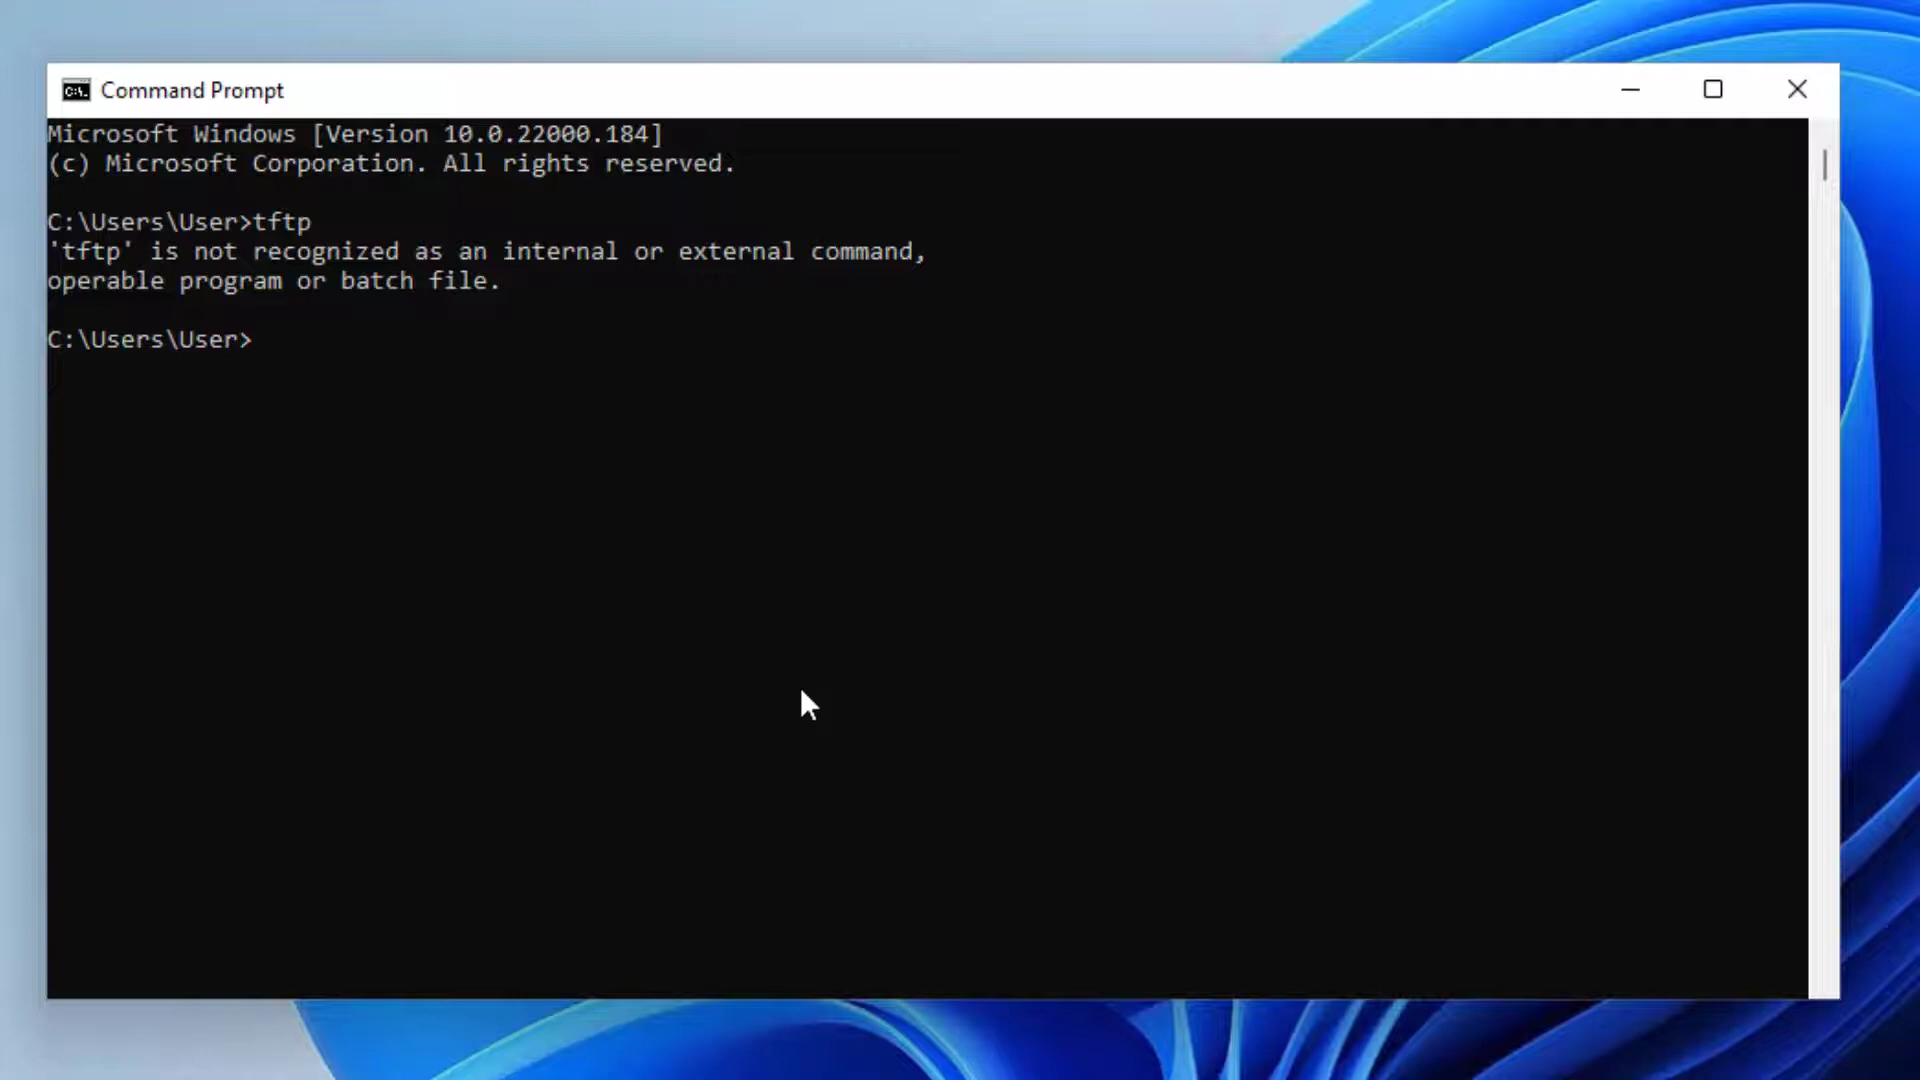 Command Prompt
Microsoft Windows [Version 10.0.22000.184]
(c) Microsoft Corporation. All rights reserved.
C:\Users\User>tftp
'tftp' is not recognized as an internal or external command,
operable program or batch file.
C:\Users\User>